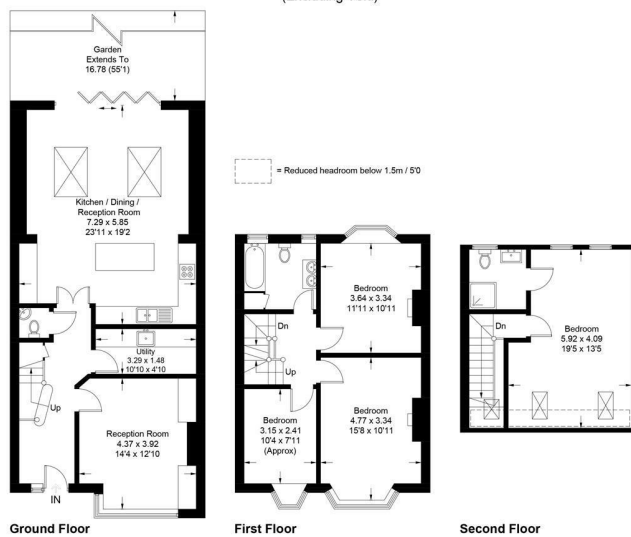 Garden
Extends To
16.78 (55'1)
= Reduced headroom below 1.5m / 5'0
Kitchen / Dining /
Reception Room
7.29 x 5.85
23'11 x 19'2
Utility
3.29 x 1.48
10'10 x 4'10
Up
Reception Room
4.37 x 3.92
14'4 x 12'10
IN
Ground Floor
Bedroom
3.64 x 3.34
11'11 x 10'11
Dn
Up
Bedroom
3.15 x 2.41
10'4 x 7'11
(Approx)
Bedroom
4.77 x 3.34
15'8 x 10'11
First Floor
Dn
Bedroom
5.92 x 4.09
19'5 x 13'5
Second Floor